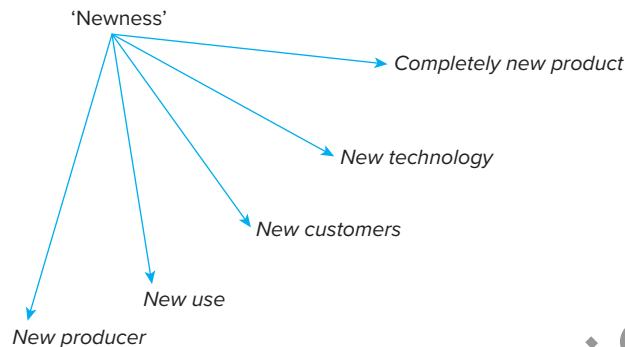 ‘Newness’
Completely new product
New technology
New customers
New use
New producer